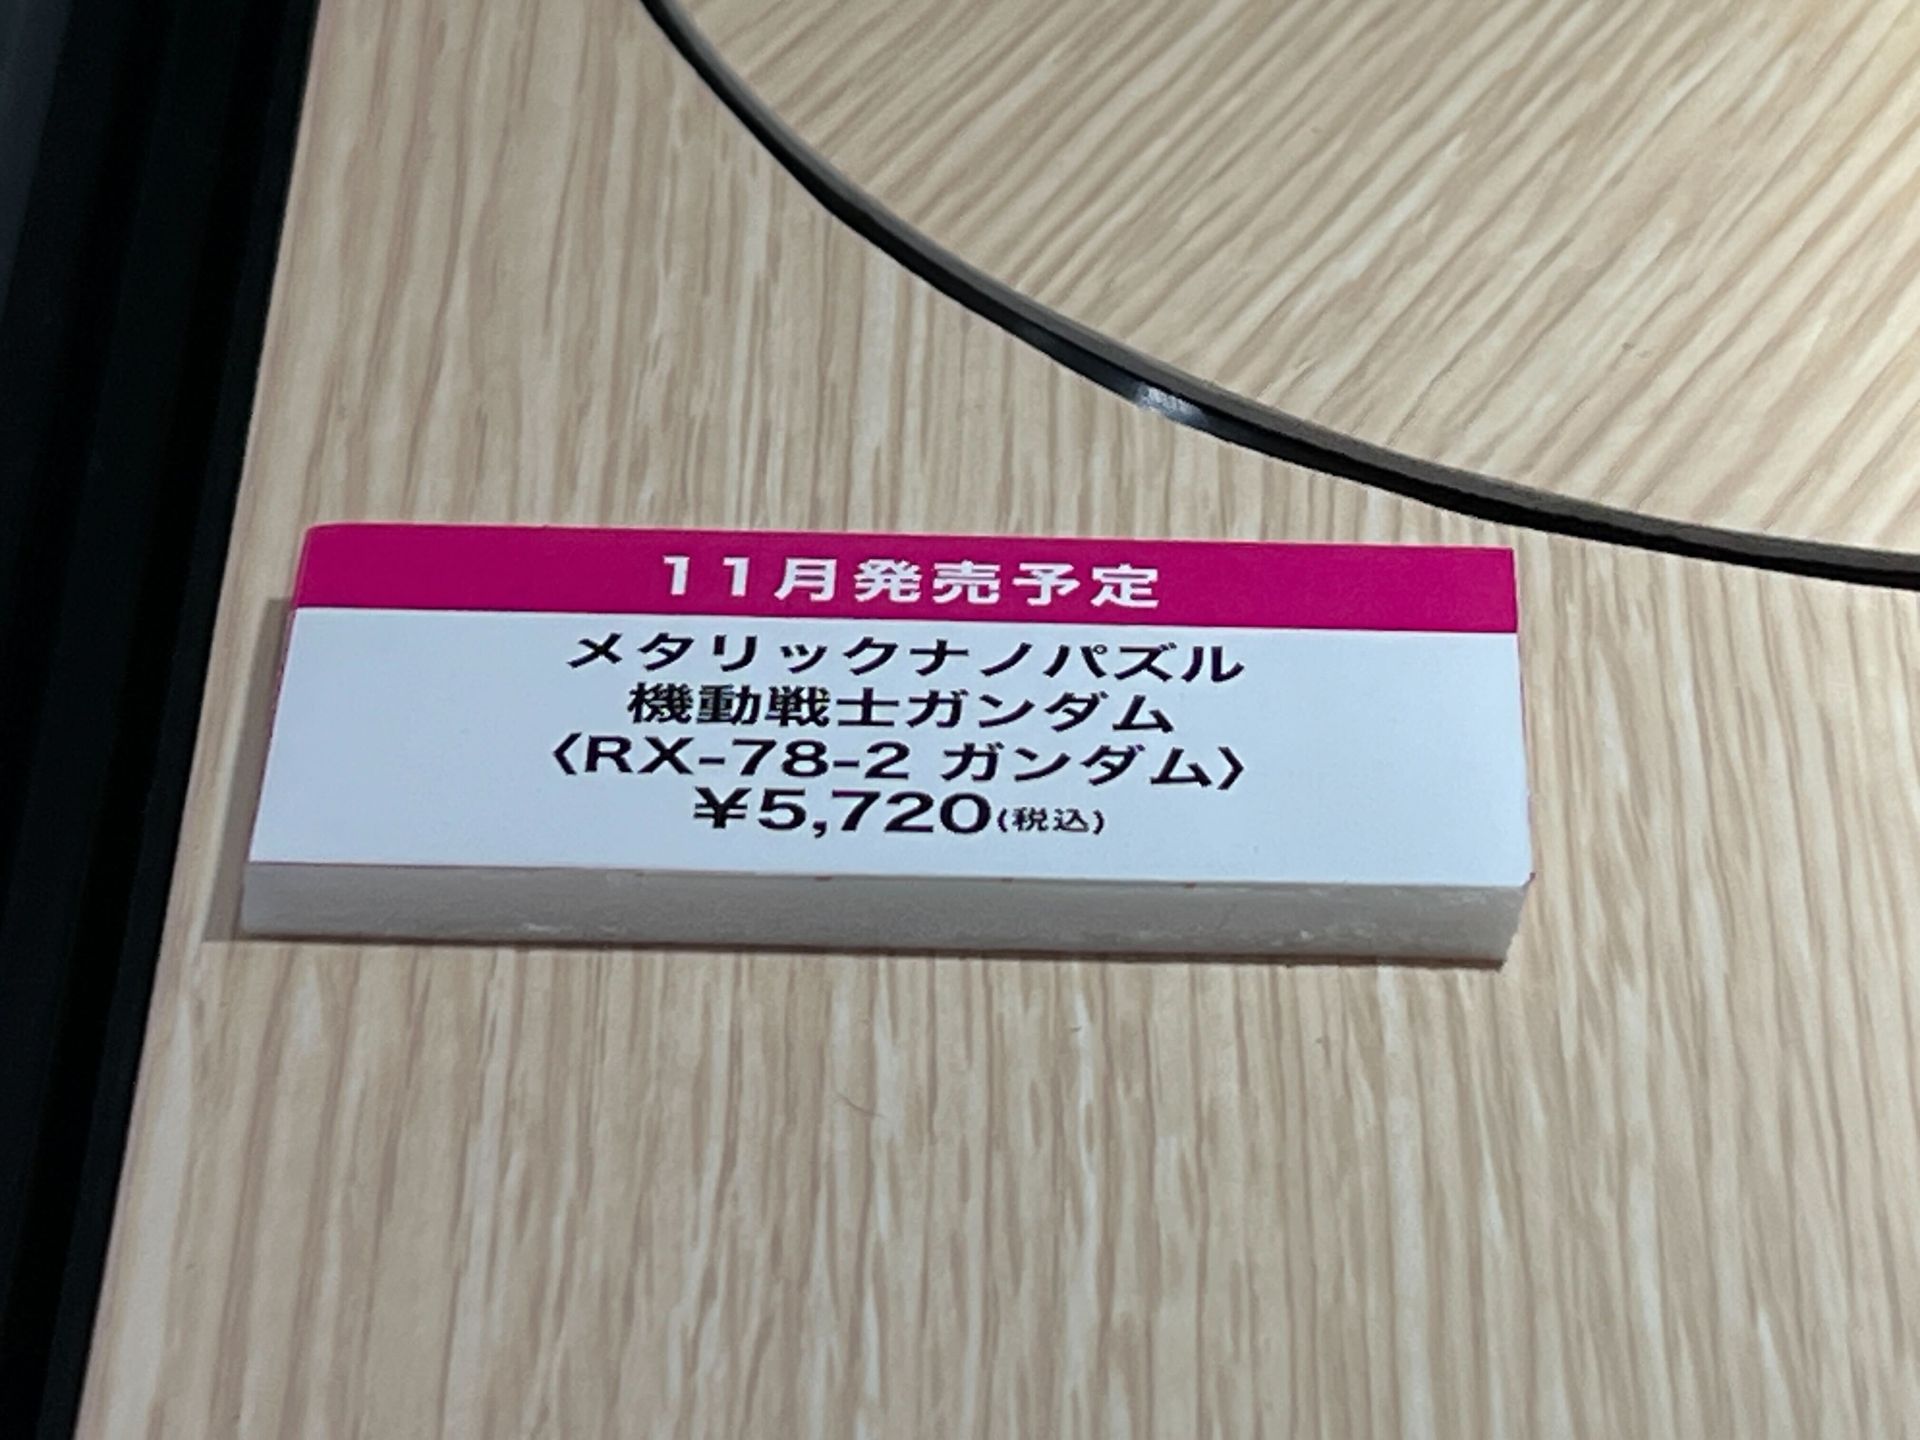 11月発売予定
メタリックナノパズル
機動戦士ガンダム
〈RX-78-2 ガンダム〉
¥5,720(税込)